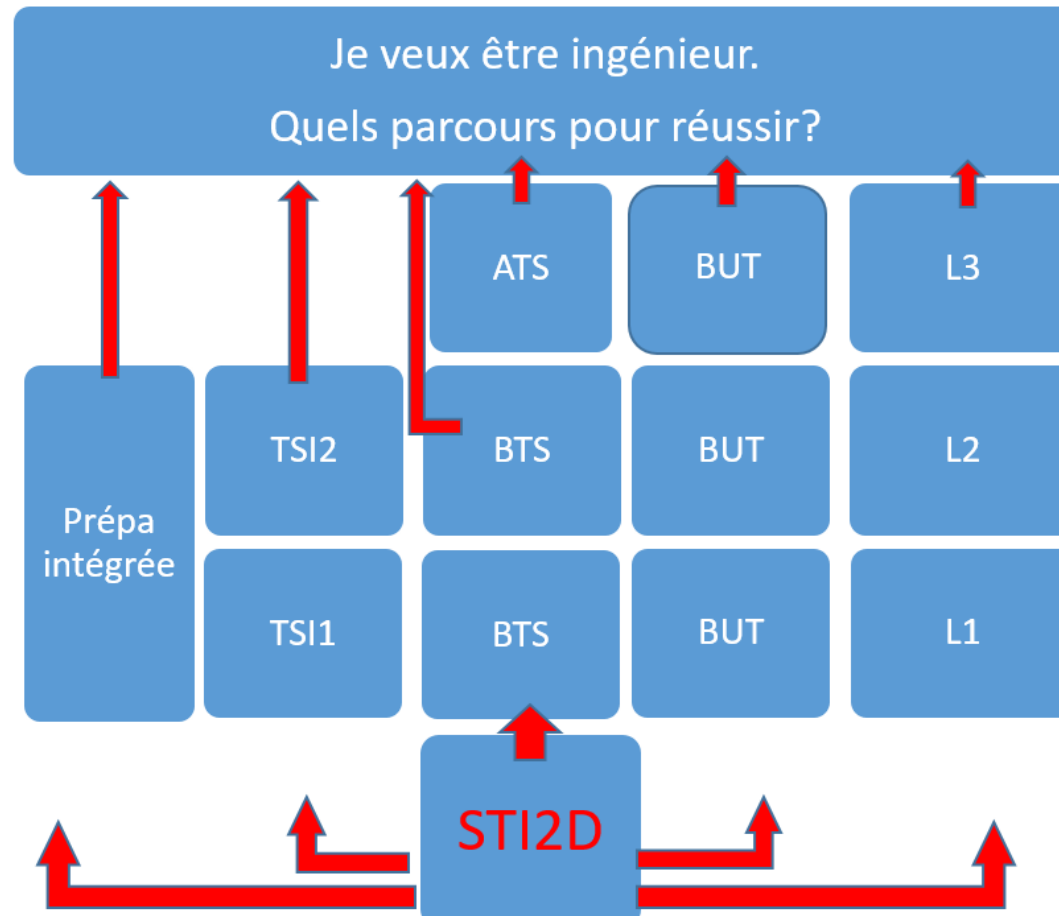 Je veux être ingénieur.
Quels parcours pour réussir?
ATS
BUT
L3
TSI2
BTS
BUT
L2
Prépa
intégrée
TSI1
BTS
BUT
L1
STI2D